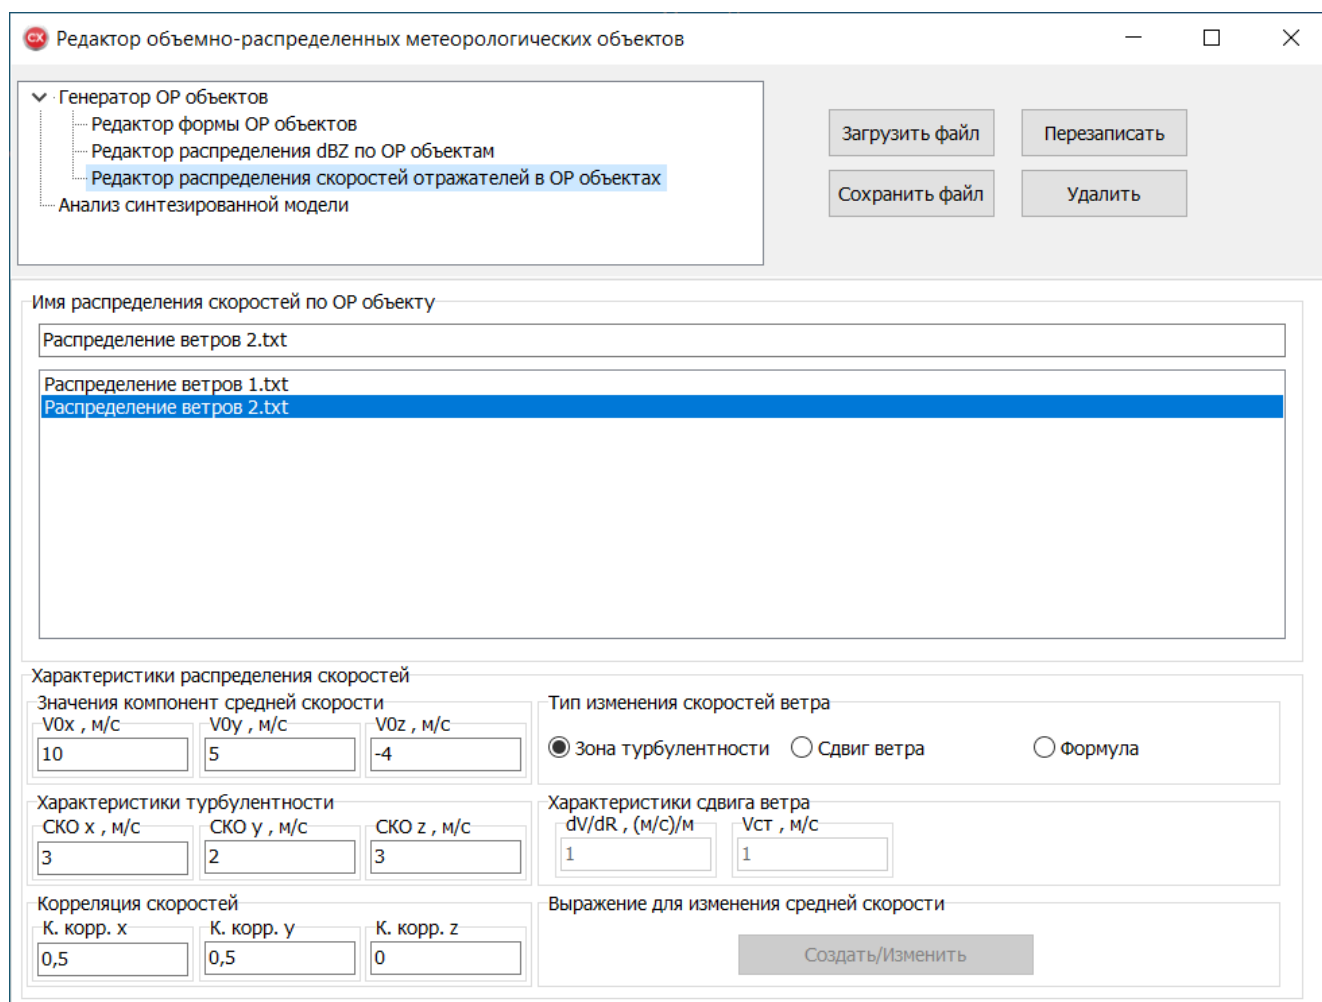 CX Редактор объемно-распределенных метеорологических объектов
Генератор ОР объектов
Редактор формы ОР объектов
Редактор распределения dBZ по ОР объектам
Редактор распределения скоростей отражателей в ОР объектах
Анализ синтезированной модели
Загрузить файл Перезаписать
Сохранить файл Удалить
Имя распределения скоростей по ОР объекту
Распределение ветров 2.txt
Распределение ветров 1.txt
Распределение ветров 2.txt
Характеристики распределения скоростей
Значения компонент средней скорости
V0x , м/с V0y , м/с V0z , м/с
10 5 -4
Тип изменения скоростей ветра
Зона турбулентности Сдвиг ветра Формула
Характеристики турбулентности
СКО x , м/с СКО y , м/с СКО z , м/с
3 2 3
Характеристики сдвига ветра
dV/dR , (м/с)/м Vст , м/с
1 1
Корреляция скоростей
К. корр. x К. корр. y К. корр. z
0,5 0,5 0
Выражение для изменения средней скорости
Создать/Изменить